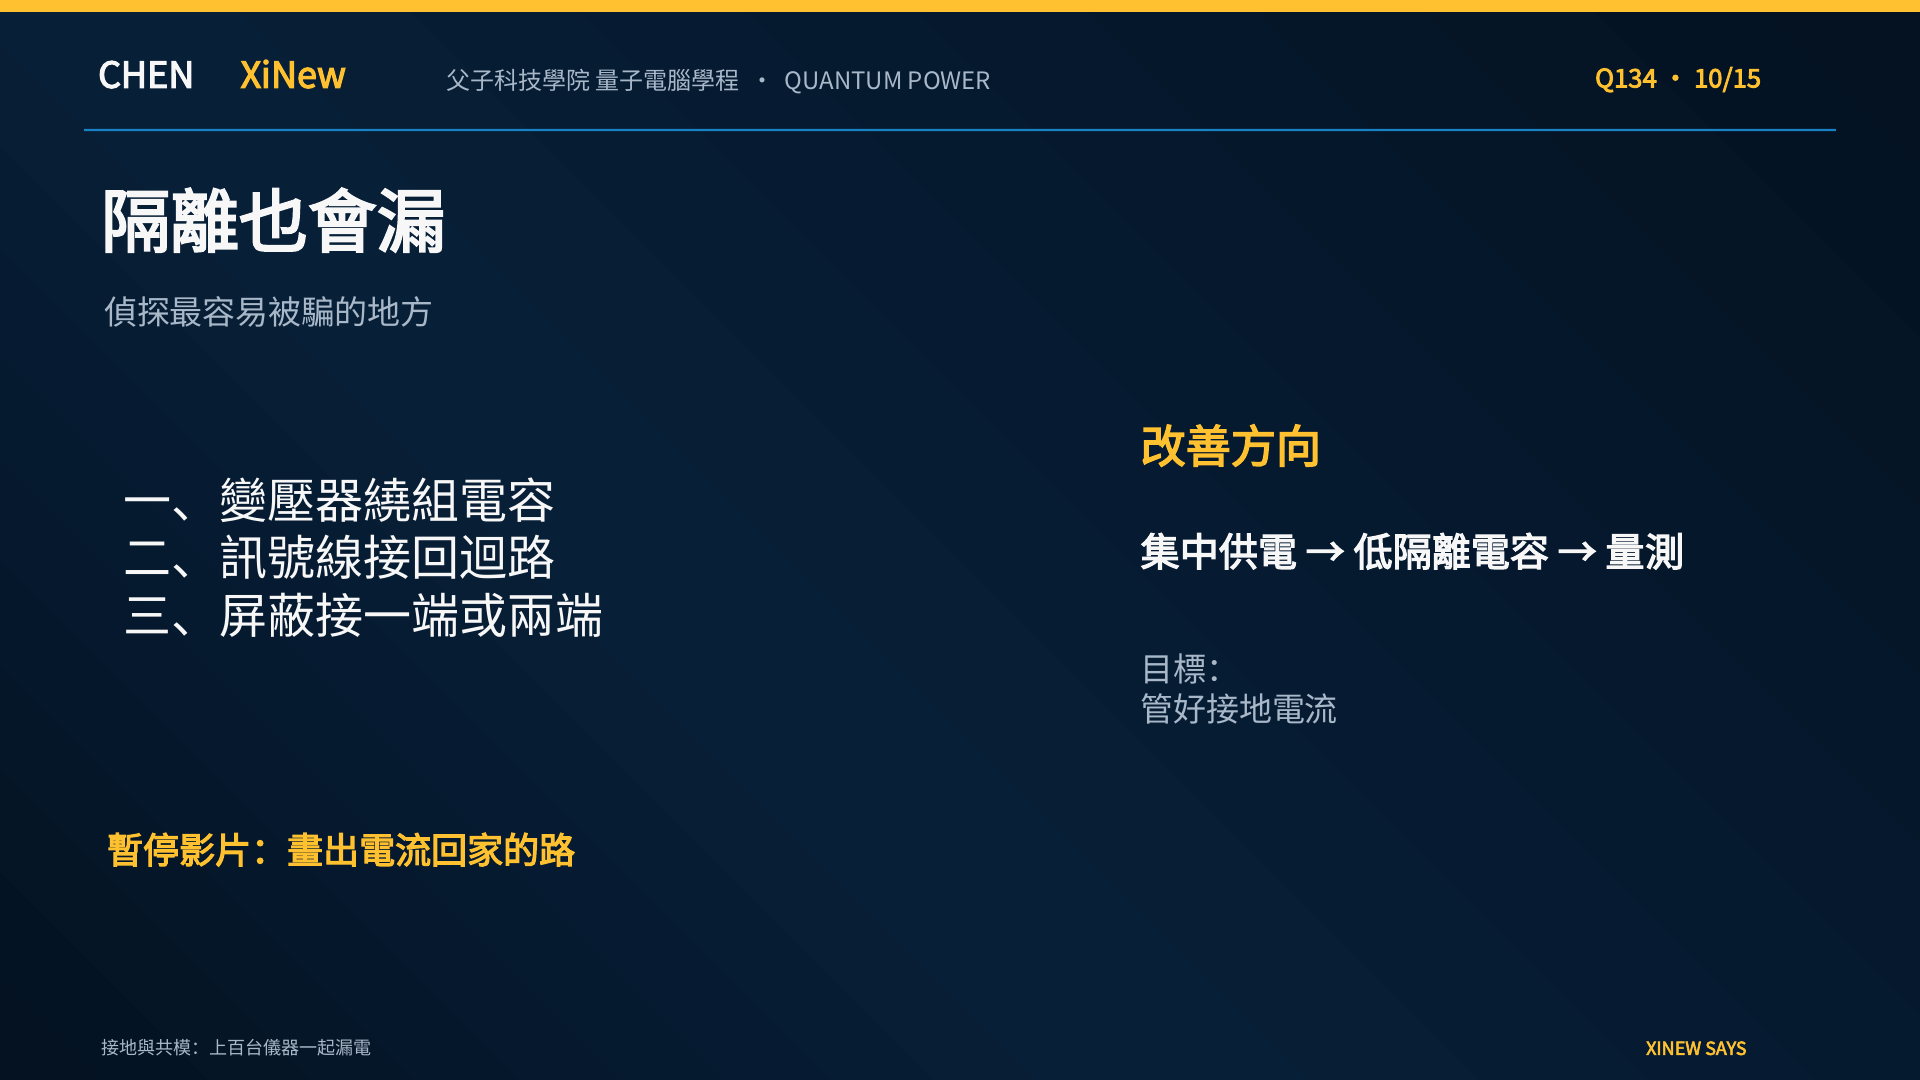 CHEN XiNew 父子科技學院 量子電腦學程 · QUANTUM POWER Q134 · 10/15
隔離也會漏
偵探最容易被騙的地方
一、變壓器繞組電容
二、訊號線接回迴路
三、屏蔽接一端或兩端
暫停影片：畫出電流回家的路
改善方向
集中供電 → 低隔離電容 → 量測
目標：
管好接地電流
接地與共模：上百台儀器一起漏電
XINEW SAYS